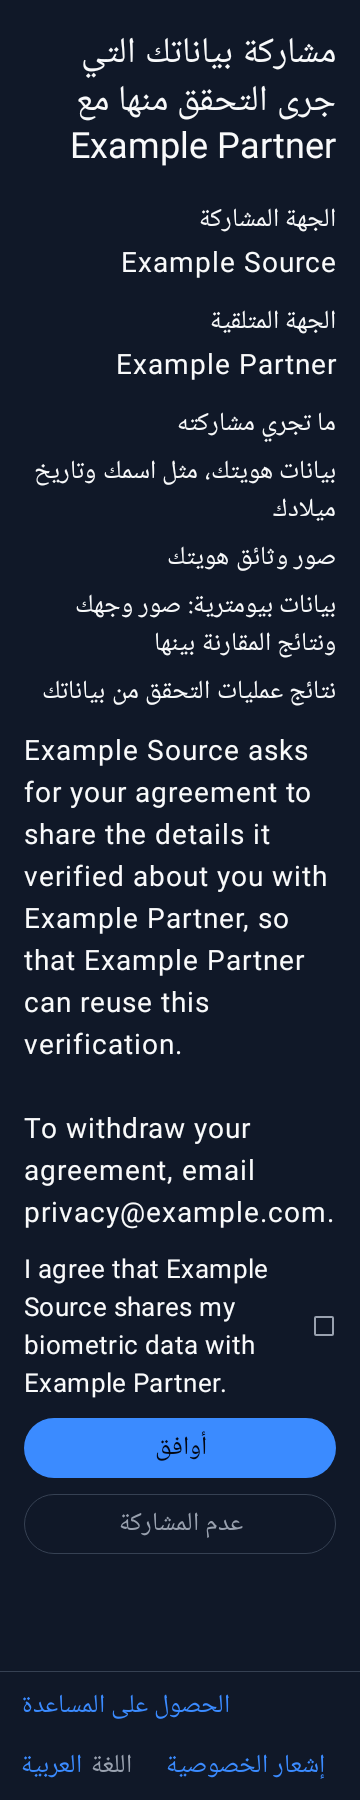 مشاركة بياناتك التي
جرى التحقق منها مع
Example Partner
الجهة المشاركة
Example Source
الجهة المتلقية
Example Partner
ما تجري مشاركته
بيانات هويتك، مثل اسمك وتاريخ
ميلادك
صور وثائق هويتك
بيانات بيومترية: صور وجهك
ونتائج المقارنة بينها
نتائج عمليات التحقق من بياناتك
Example Source asks
for your agreement to
share the details it
verified about you with
Example Partner, so
that Example Partner
can reuse this
verification.
To withdraw your
agreement, email
privacy@example.com.
I agree that Example
Source shares my
biometric data with
Example Partner.
أوافق
عدم المشاركة
الحصول على المساعدة
إشعار الخصوصية اللغة العربية